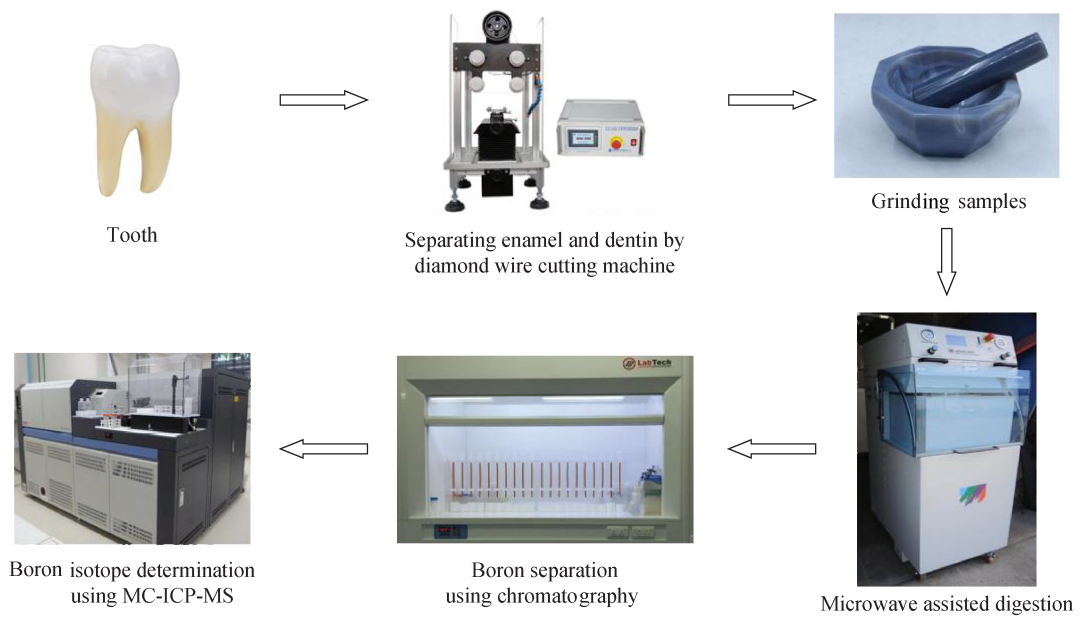 Tooth
Separating enamel and dentin by
diamond wire cutting machine
Grinding samples
LabTech
Boron isotope determination
using MC-ICP-MS
Boron separation
using chromatography
Microwave assisted digestion